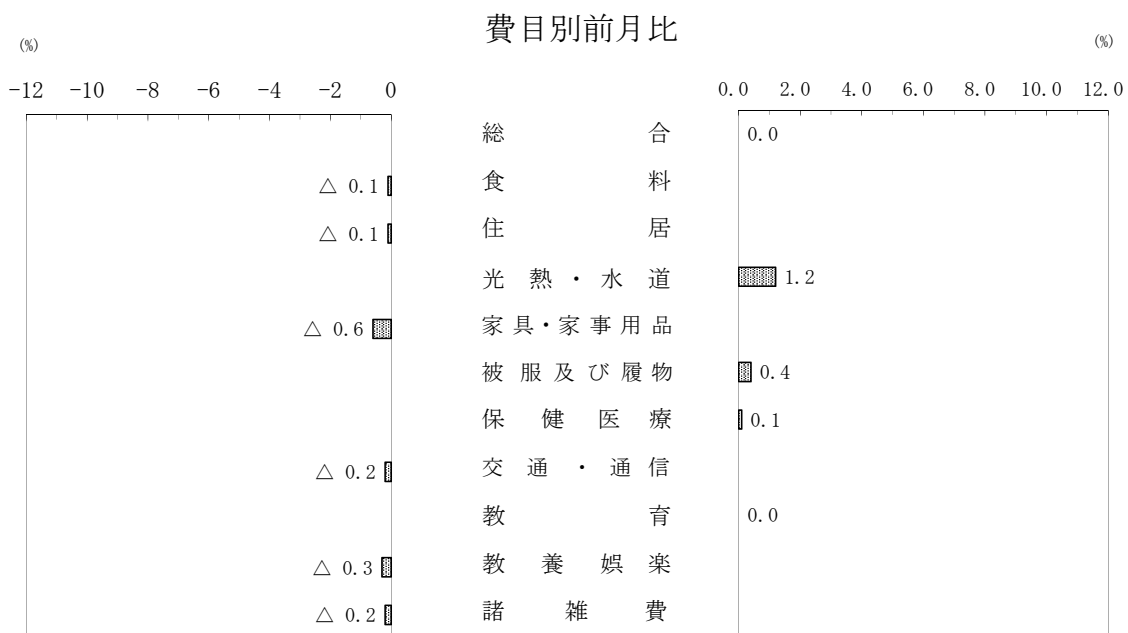 費目別前月比
(%) (%)
-12 -10 -8 -6 -4 -2 0 0.0 2.0 4.0 6.0 8.0 10.0 12.0
総合 0.0
△ 0.1 食料
△ 0.1 住居
光熱・水道 1.2
△ 0.6 家具・家事用品
被服及び履物 0.4
保健医療 0.1
△ 0.2 交通・通信
教育 0.0
△ 0.3 教養娯楽
△ 0.2 諸雑費